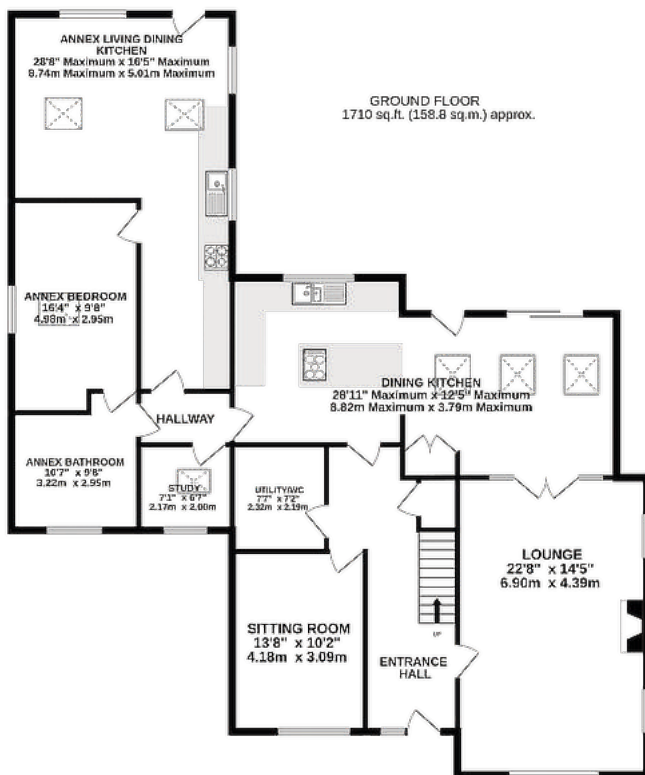 ANNEX LIVING DINING
KITCHEN
28'8" Maximum x 16'5" Maximum
8.74m Maximum x 5.01m Maximum
GROUND FLOOR
1710 sq.ft. (158.8 sq.m.) approx.
ANNEX BEDROOM
16'4" x 9'8"
4.98m x 2.95m
DINING KITCHEN
28'11" Maximum x 12'5" Maximum
8.82m Maximum x 3.79m Maximum
HALLWAY
ANNEX BATHROOM
10'7" x 9'8"
3.22m x 2.95m
STUDY
7'1" x 6'7"
2.17m x 2.00m
UTILITY/WC
7'7" x 7'2"
2.32m x 2.19m
LOUNGE
22'8" x 14'5"
6.90m x 4.39m
SITTING ROOM
13'8" x 10'2"
4.18m x 3.09m
UP
ENTRANCE
HALL